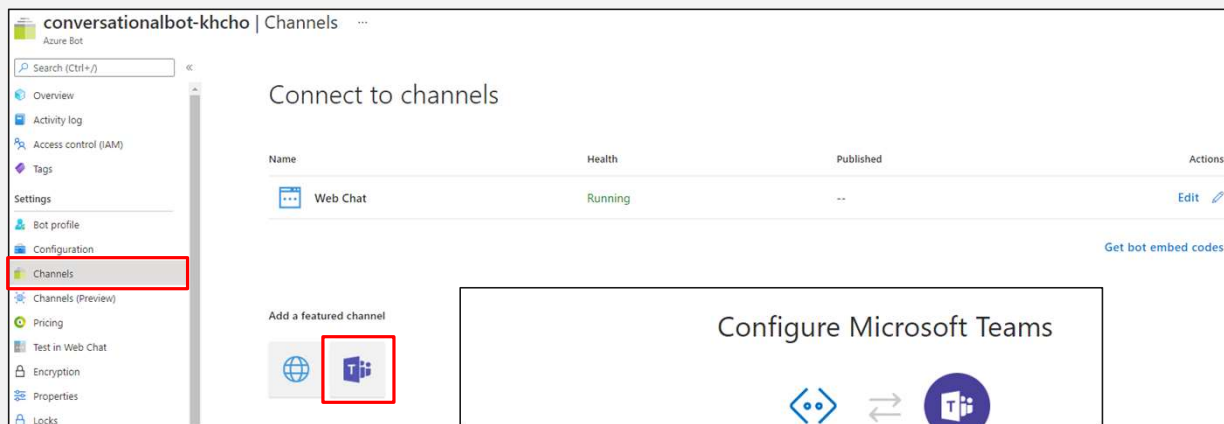 conversationalbot-khcho | Channels ...
Azure Bot
Search (Ctrl+/)
«
Overview
Activity log
Access control (IAM)
Tags
Settings
Bot profile
Configuration
Channels
Channels (Preview)
Pricing
Test in Web Chat
Encryption
Properties
Locks
Connect to channels
Name Health Published Actions
Web Chat Running -- Edit
Get bot embed codes
Add a featured channel
Configure Microsoft Teams